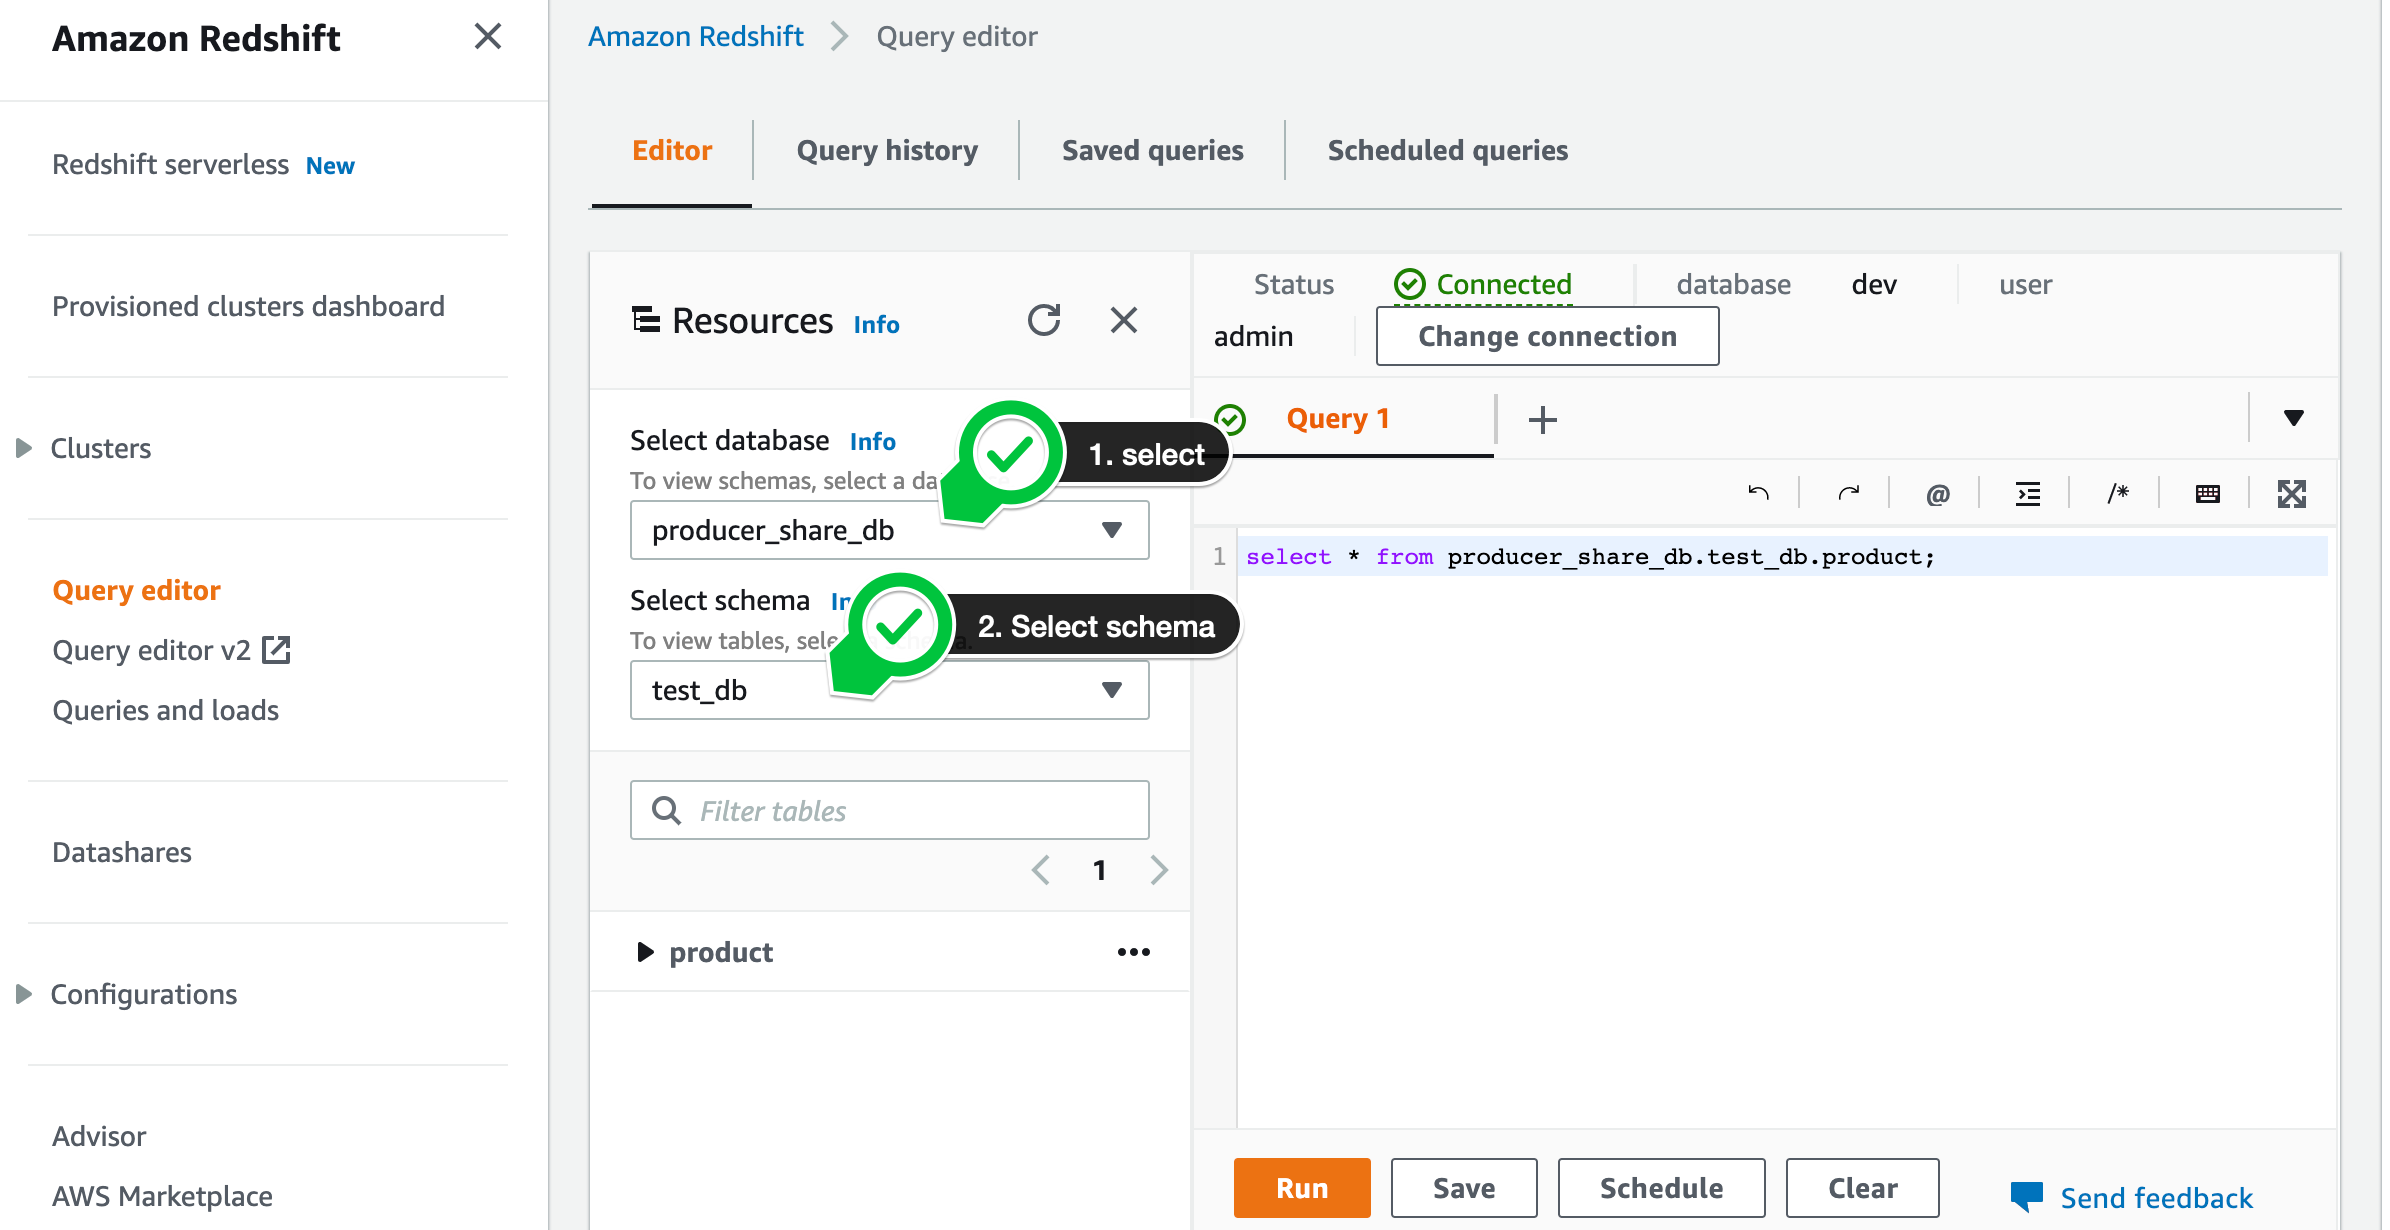 Amazon Redshift
Redshift serverless New
Provisioned clusters dashboard
Clusters
Query editor
Query editor v2
Queries and loads
Datashares
Configurations
Advisor
AWS Marketplace
Amazon Redshift Query editor
Editor Query history Saved queries Scheduled queries
Resources Info
Select database Info
To view schemas, select a
1. select
producer_share_db
Select schema
To view tables,
2. Select schema
test_db
Filter tables
1
product
Status Connected database dev user
admin Change connection
Query 1
@ /*
1 select * from producer_share_db.test_db.product;
Run Save Schedule Clear Send feedback